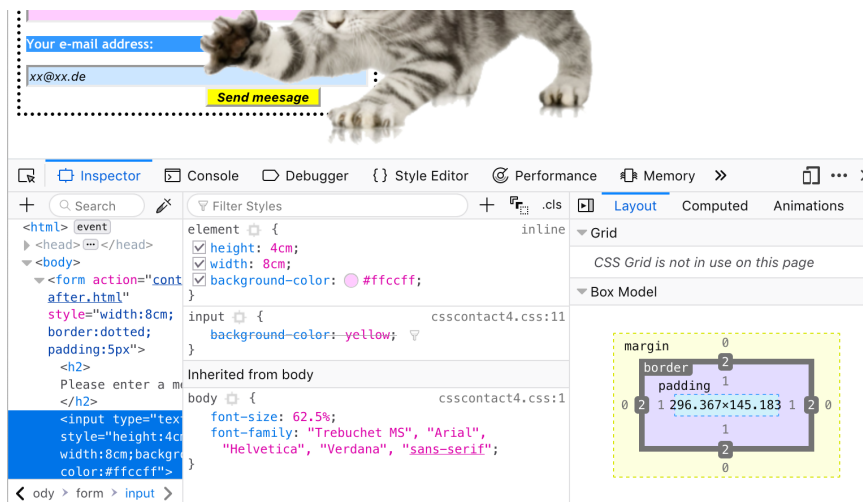 Your e-mail address:
xx@xx.de
Send meesage
Inspector Console Debugger {} Style Editor Performance Memory
+ Search Filter Styles + .cls Layout Computed Animations
<html> event
<head> ⋯ </head>
<body>
<form action="cont
after.html"
style="width:8cm;
border:dotted;
padding:5px">
<h2>
Please enter a me
</h2>
<input type="tex
style="height:4c
width:8cm;backgr
color:#ffccff">
ody > form > input
element { inline
height: 4cm;
width: 8cm;
background-color: #ffccff;
}
input { csscontact4.css:11
background-color: yellow;
}
Inherited from body
body { csscontact4.css:1
font-size: 62.5%;
font-family: "Trebuchet MS", "Arial",
"Helvetica", "Verdana", "sans-serif";
}
Grid
CSS Grid is not in use on this page
Box Model
margin 0
border 2
padding 1
0 2 1 296.367×145.183 1 2 0
1
2
0